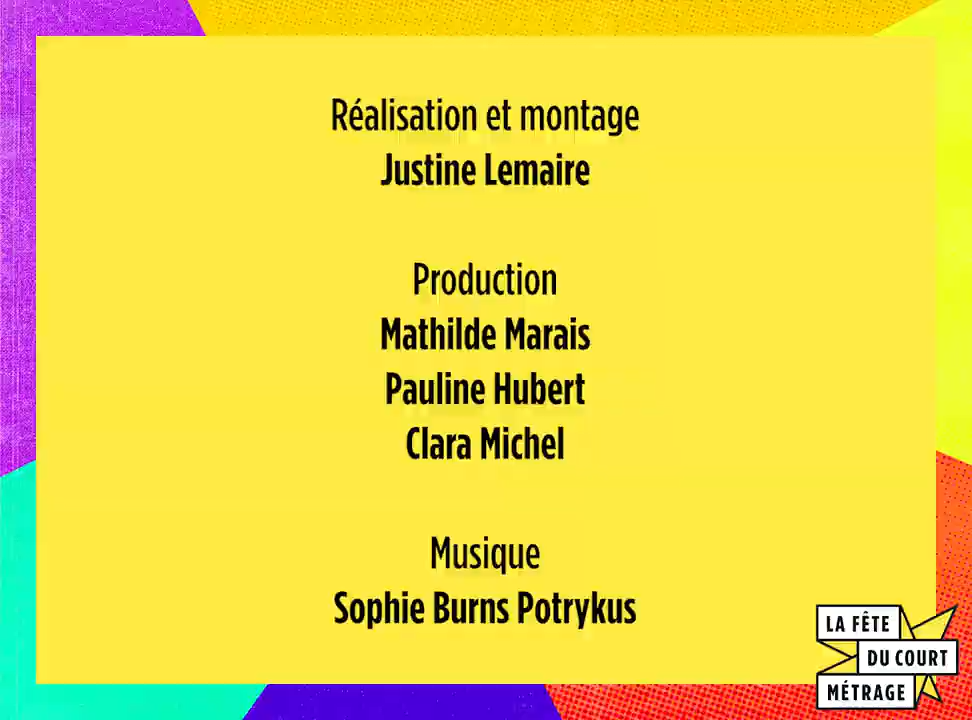 Réalisation et montage
Justine Lemaire
Production
Mathilde Marais
Pauline Hubert
Clara Michel
Musique
Sophie Burns Potrykus
LA FÊTE
DU COURT
MÉTRAGE